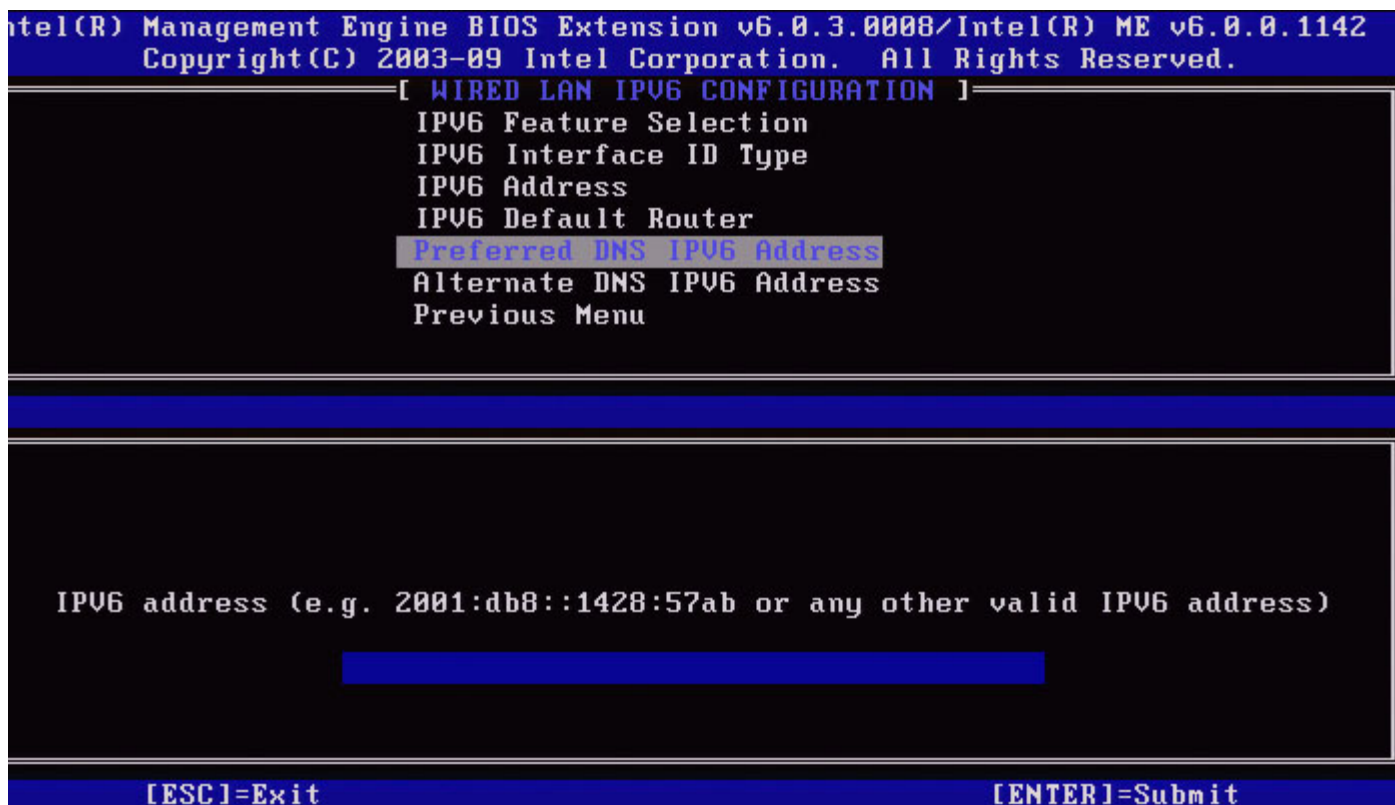 ntel(R) Management Engine BIOS Extension v6.0.3.0008/Intel(R) ME v6.0.0.1142
Copyright(C) 2003-09 Intel Corporation. All Rights Reserved.
[ WIRED LAN IPV6 CONFIGURATION ]
IPV6 Feature Selection
IPV6 Interface ID Type
IPV6 Address
IPV6 Default Router
Preferred DNS IPV6 Address
Alternate DNS IPV6 Address
Previous Menu
IPV6 address (e.g. 2001:db8::1428:57ab or any other valid IPV6 address)
[ESC]=Exit [ENTER]=Submit